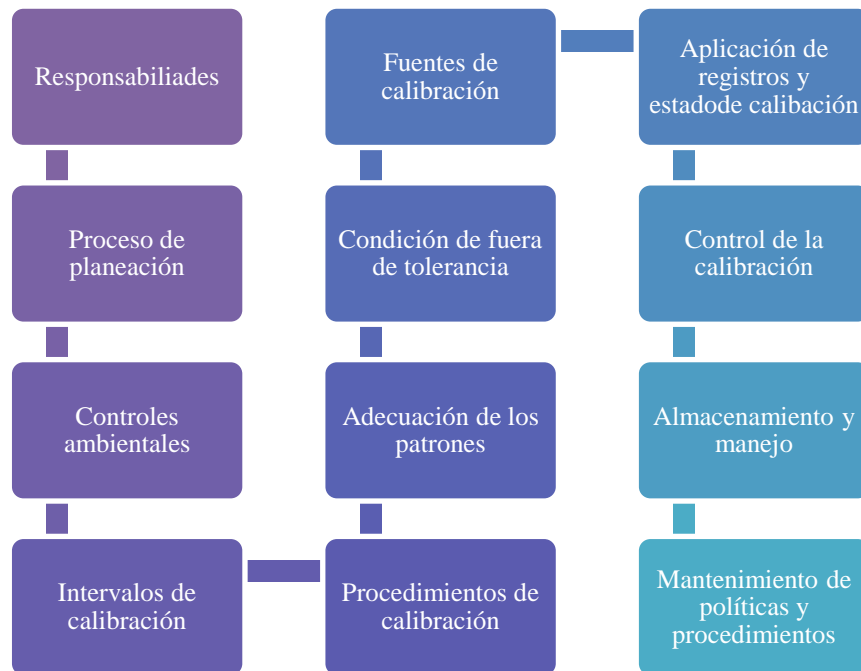 Responsabiliades
Proceso de
planeación
Controles
ambientales
Intervalos de
calibración
Procedimientos de
calibración
Adecuación de los
patrones
Condición de fuera
de tolerancia
Fuentes de
calibración
Aplicación de
registros y
estadode calibación
Control de la
calibración
Almacenamiento y
manejo
Mantenimiento de
políticas y
procedimientos